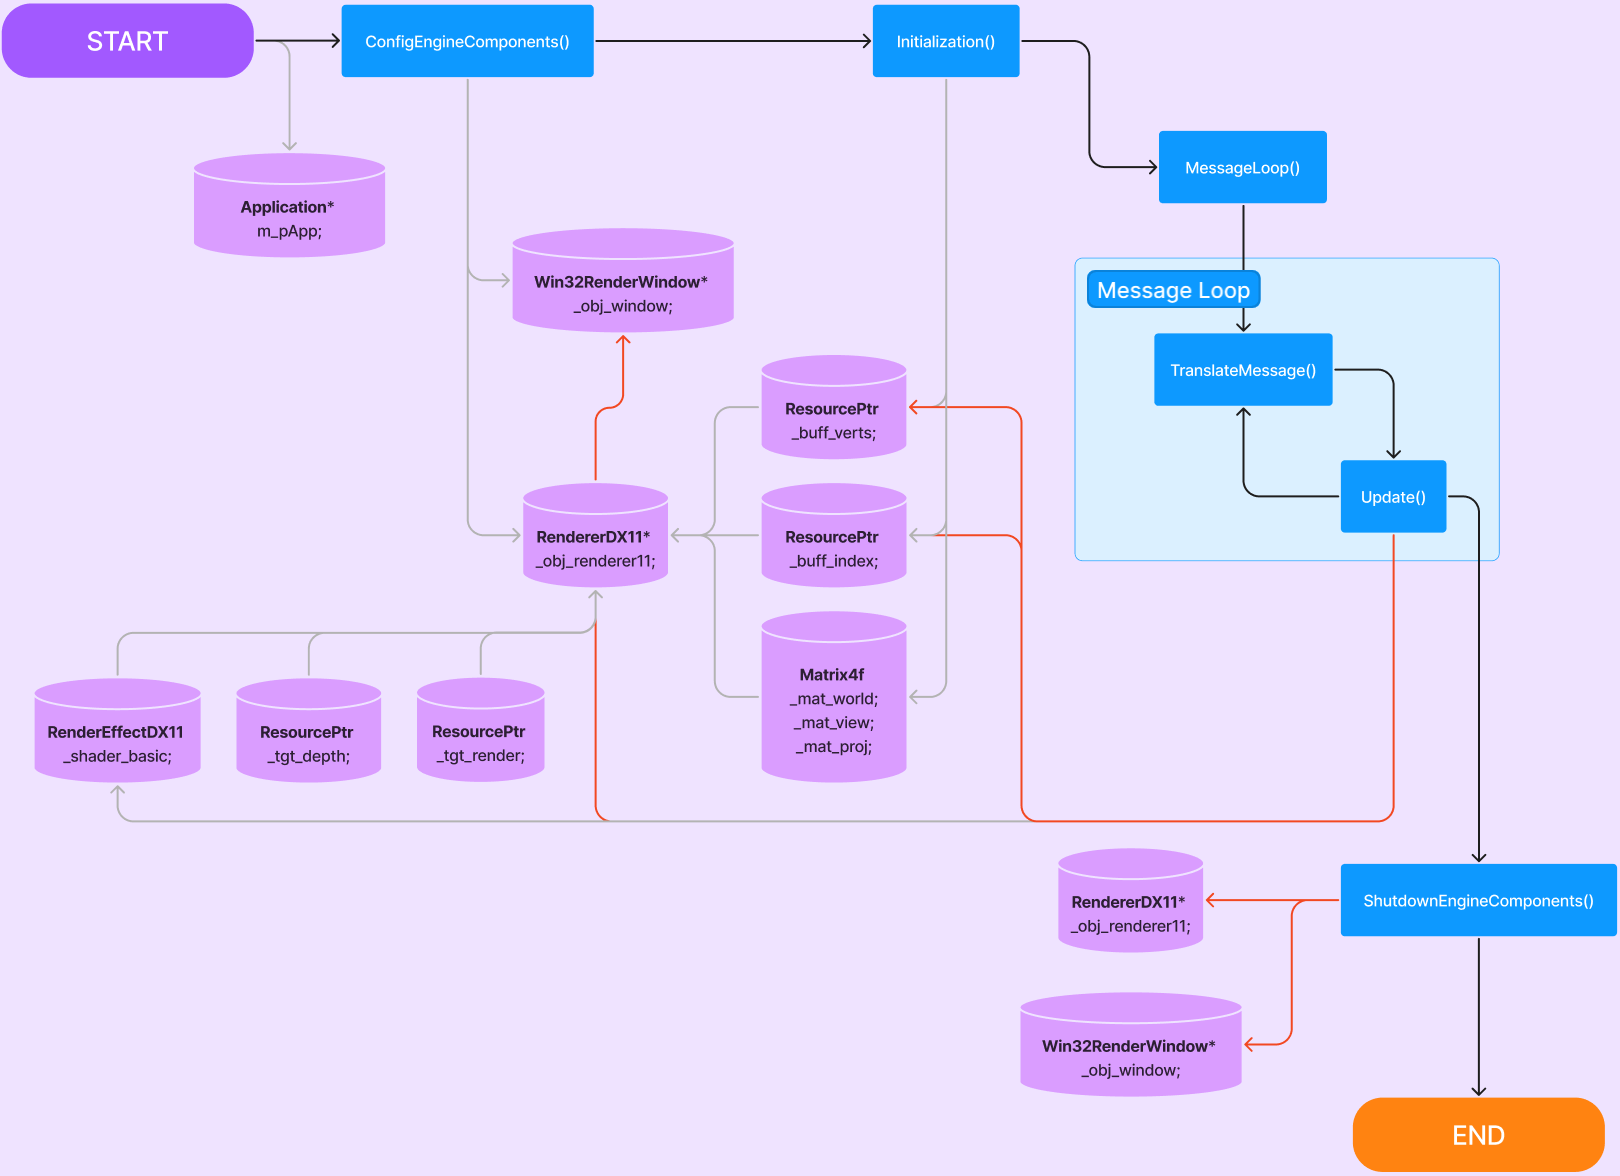 START
ConfigEngineComponents()
Initialization()
MessageLoop()
Application*
m_pApp;
Win32RenderWindow*
_obj_window;
Message Loop
TranslateMessage()
ResourcePtr
_buff_verts;
Update()
RendererDX11*
_obj_renderer11;
ResourcePtr
_buff_index;
Matrix4f
_mat_world;
_mat_view;
_mat_proj;
RenderEffectDX11
_shader_basic;
ResourcePtr
_tgt_depth;
ResourcePtr
_tgt_render;
RendererDX11*
_obj_renderer11;
ShutdownEngineComponents()
Win32RenderWindow*
_obj_window;
END